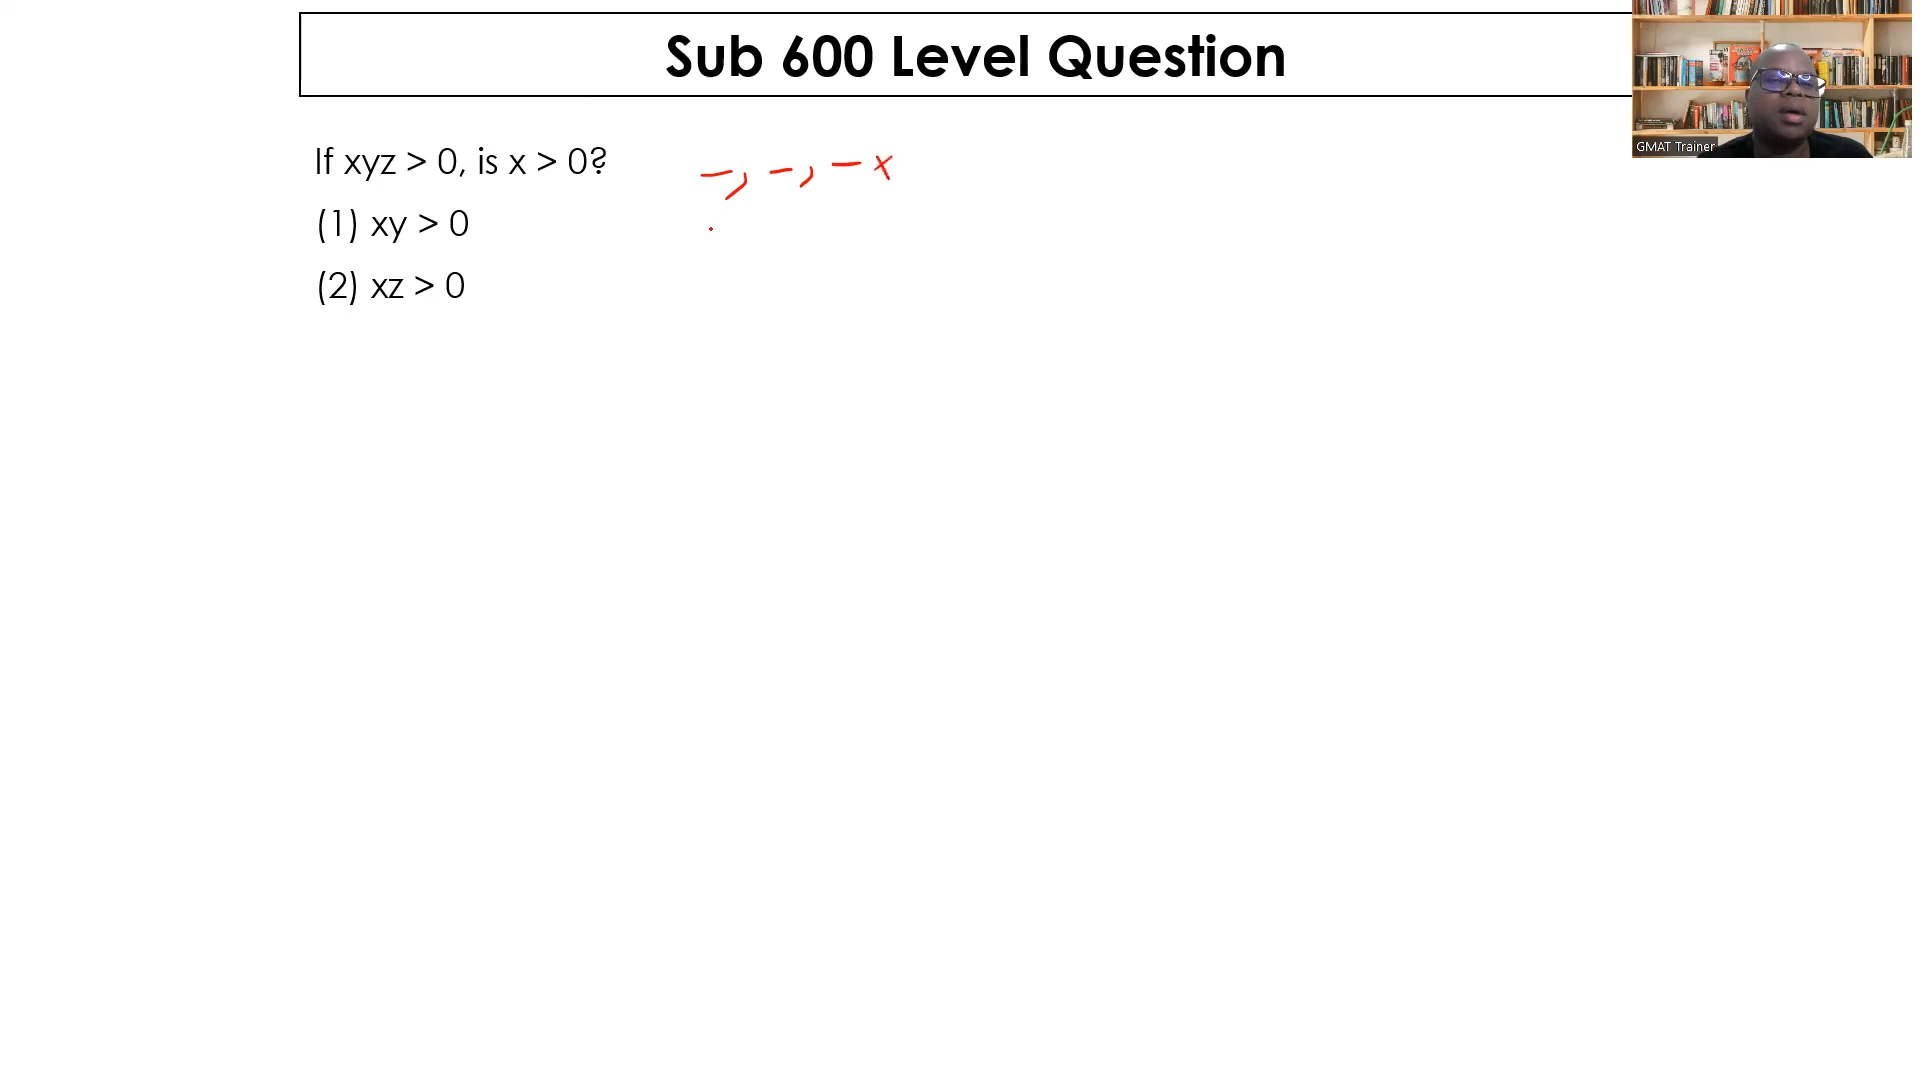 Sub 600 Level Question
GMAT Trainer
If xyz > 0, is x > 0?
−, −, − x
(1) xy > 0
(2) xz > 0